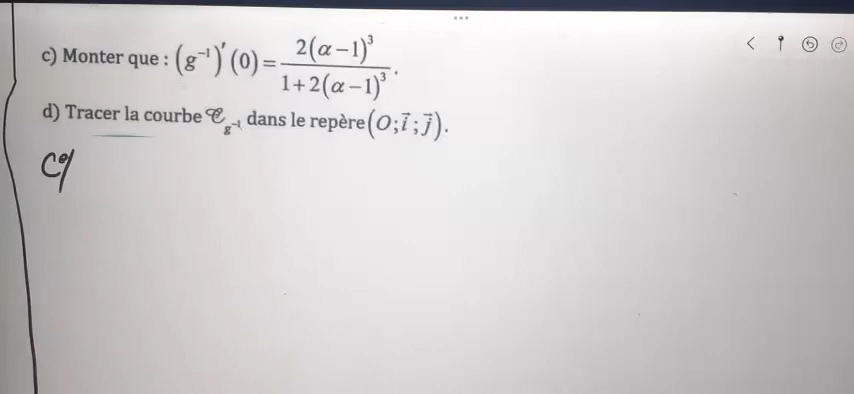 c) Monter que : (g⁻¹)′(0) = 2(α−1)³ / 1+2(α−1)³ .
d) Tracer la courbe 𝒞g⁻¹ dans le repère (O; i⃗ ; j⃗).
c%